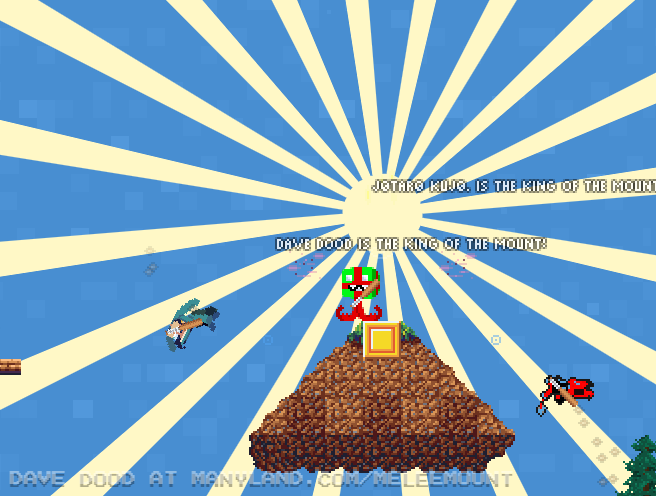 JOTARO KUJO. IS THE KING OF THE MOUNT
DAVE DOOD IS THE KING OF THE MOUNT!
DAVE DOOD AT MANYLAND.COM/MELEEMOUNT